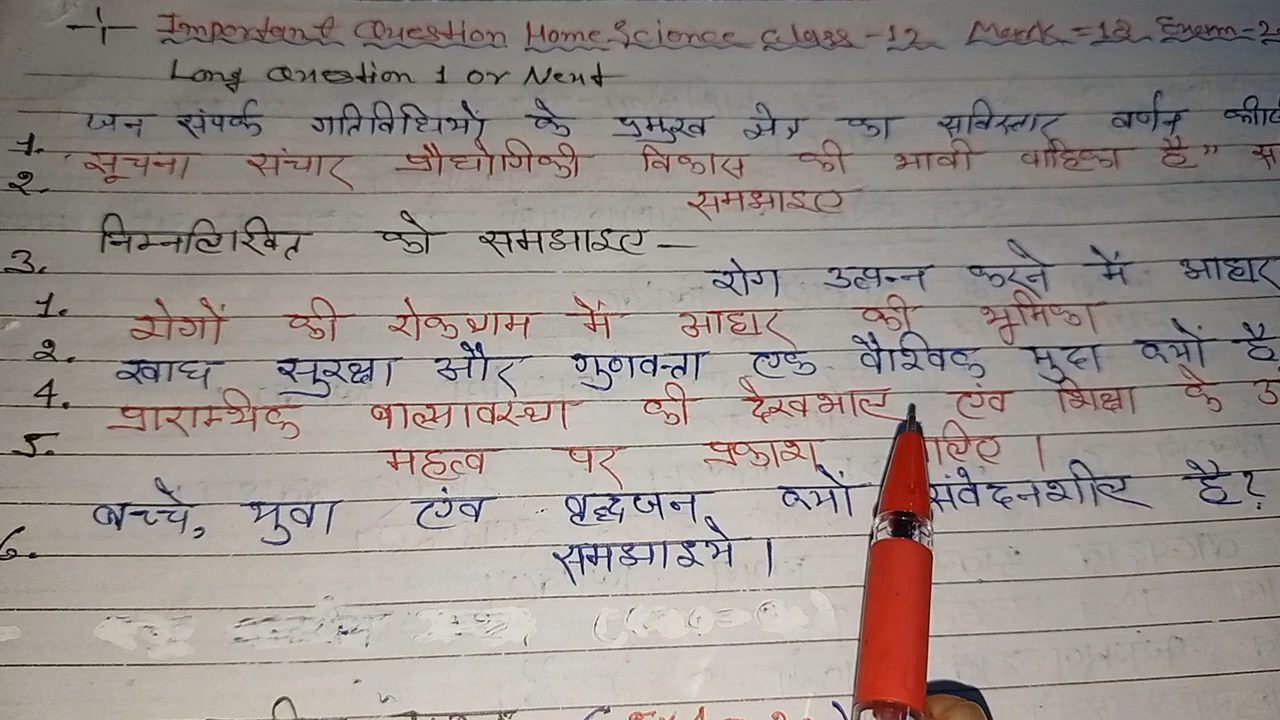 Important Question Home Science Class-12 Mark=12 Exam-2
Long Question 1 or Next
1. जन संपर्क गतिविधियों के प्रमुख क्षेत्र का सविस्तार वर्णन
2. सूचना संचार प्रौधोगिकी विकास की भावी वाहिका है" स
समझाइए
3. निम्नलिखित को समझाइए—
1. रोग उत्पन्न करने में आहार
2. रोगों की रोकथाम में आहार की भूमिका
4. खाध सुरक्षा और गुणवत्ता एक वैश्विक मुदा क्यों है
5. प्रारम्भिक बाल्यावस्था की देखभाल एंव शिक्षा के उ
महत्व पर प्रकाश
6. बच्चे, युवा एंव वृद्धजन क्यों संवेदनशील है?
समझाइये।